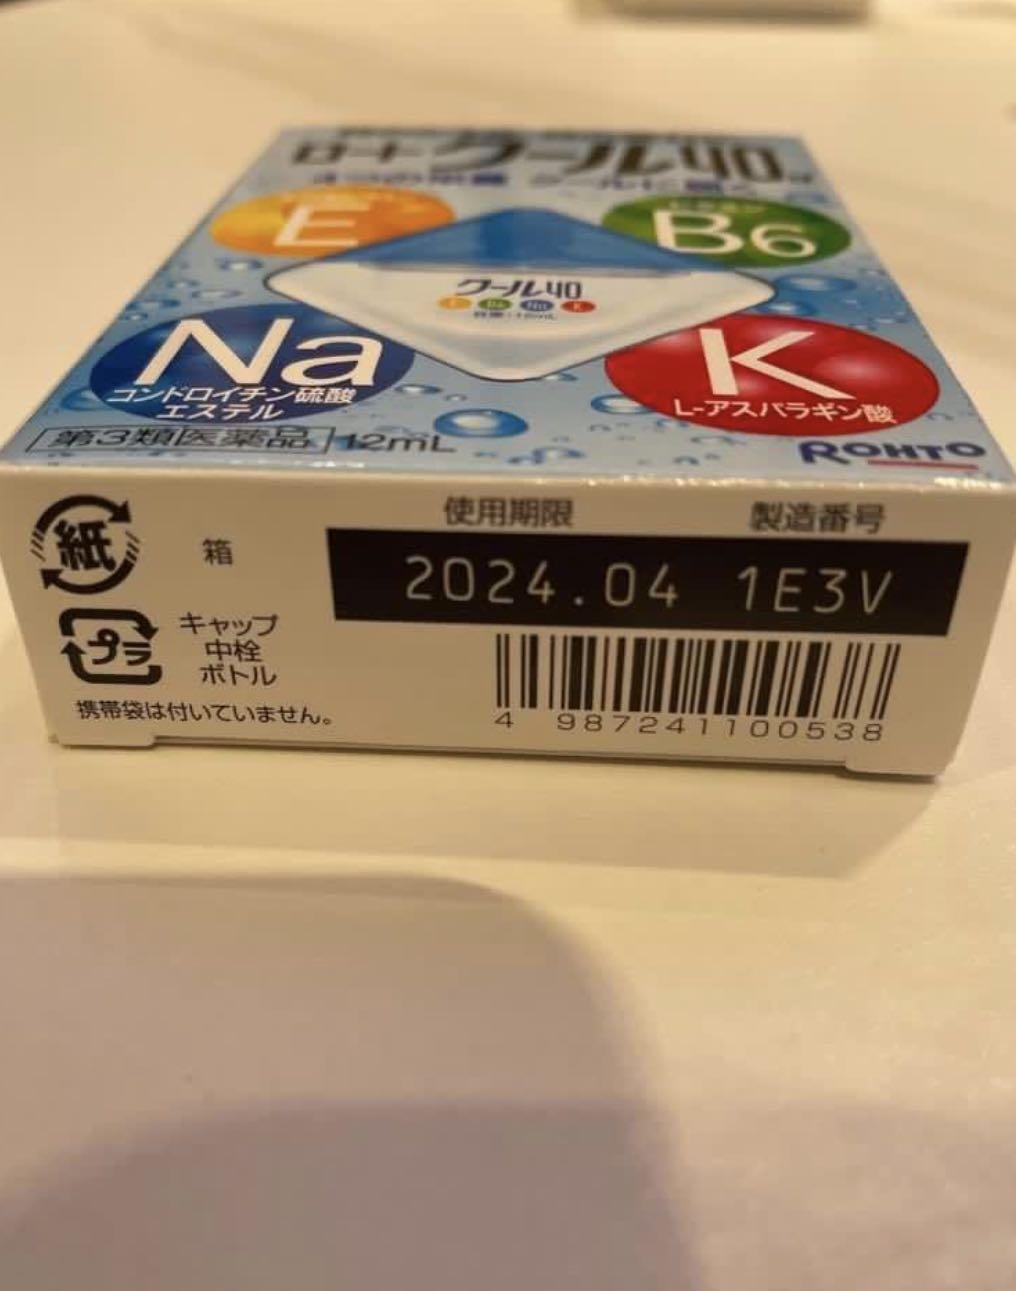 ロートクール40
E
B6
クール40
E B6 Na K
Na
コンドロイチン硫酸
エステル
K
L-アスパラギン酸
第3類医薬品 12mL
ROHTO
使用期限 製造番号
2024.04 1E3V
紙 箱
プラ キャップ
中栓
ボトル
携帯袋は付いていません。
4 987241100538